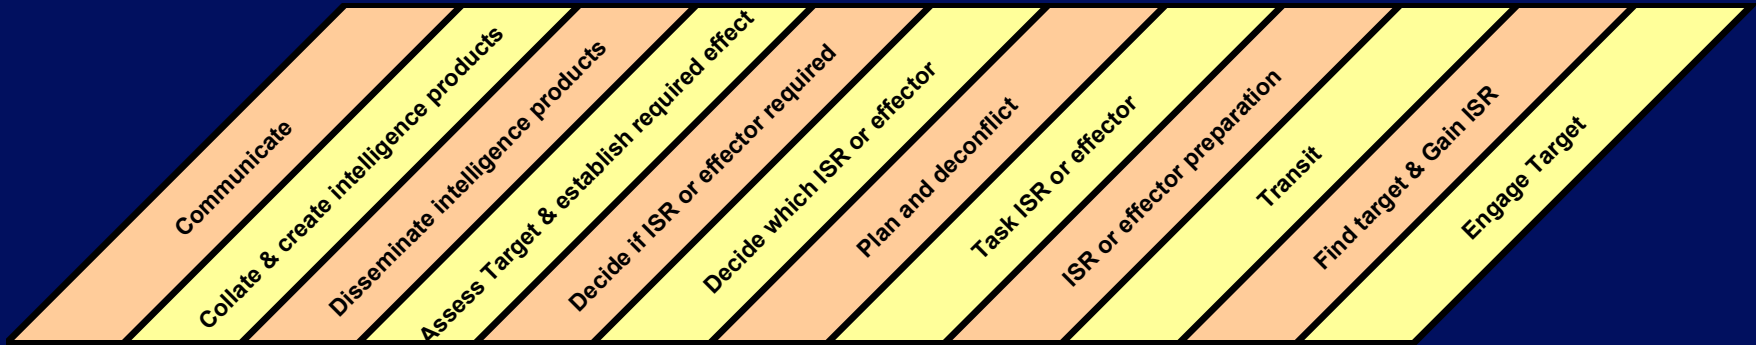 Communicate
Collate & create intelligence products
Disseminate intelligence products
Assess Target & establish required effect
Decide if ISR or effector required
Decide which ISR or effector
Plan and deconflict
Task ISR or effector
ISR or effector preparation
Transit
Find target & Gain ISR
Engage Target